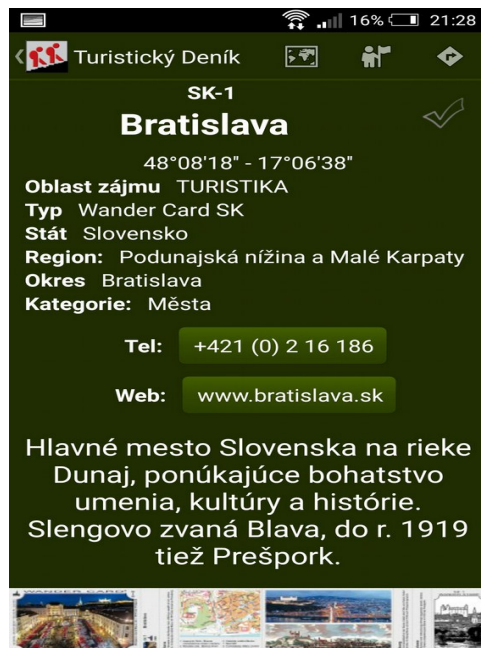 16% 21:28
Turistický Deník
SK-1
Bratislava
48°08'18" - 17°06'38"
Oblast zájmu TURISTIKA
Typ Wander Card SK
Stát Slovensko
Region: Podunajská nížina a Malé Karpaty
Okres Bratislava
Kategorie: Města
Tel: +421 (0) 2 16 186
Web: www.bratislava.sk
Hlavné mesto Slovenska na rieke
Dunaj, ponúkajúce bohatstvo
umenia, kultúry a histórie.
Slengovo zvaná Blava, do r. 1919
tiež Prešpork.
WANDER CARD